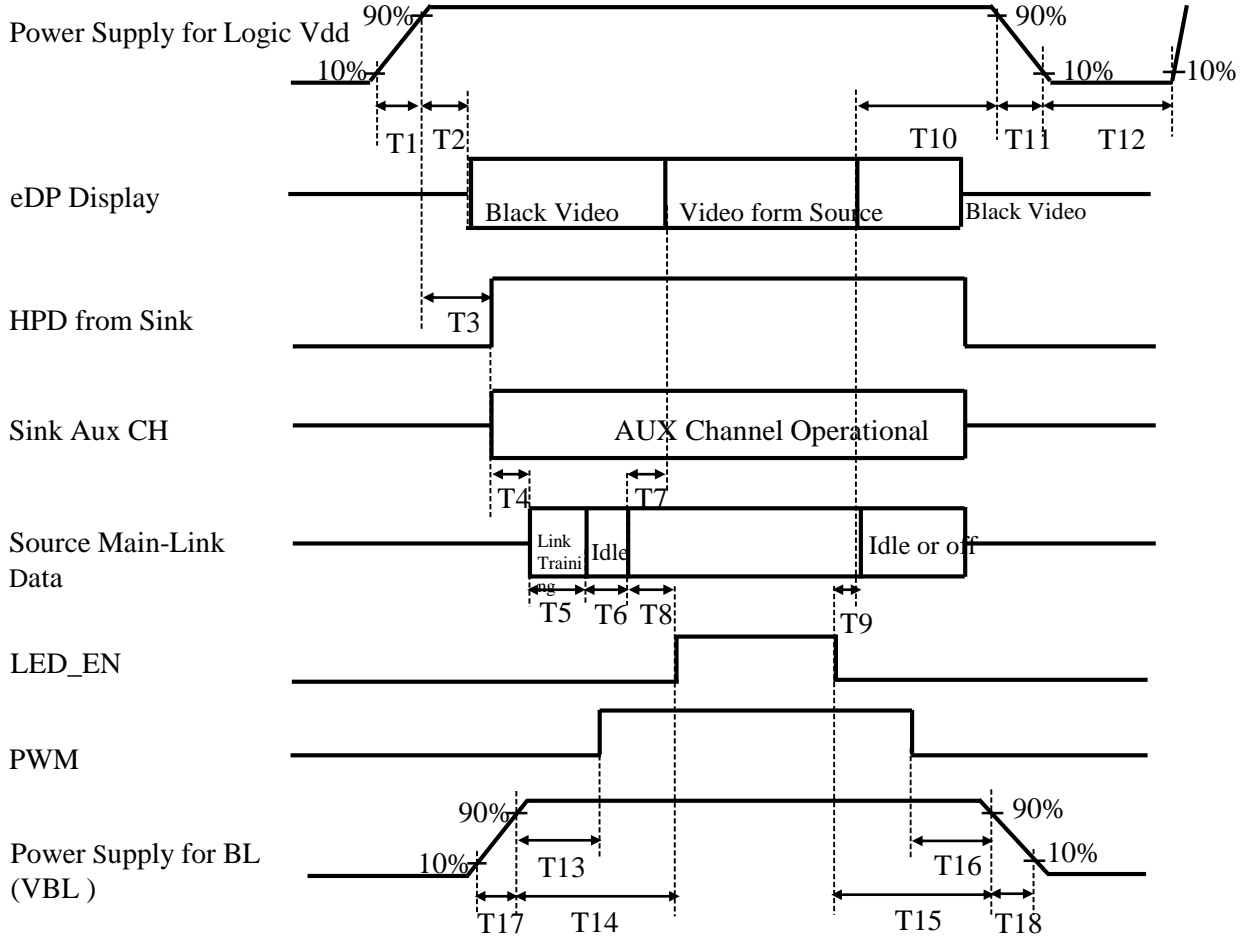 90%
90%
Power Supply for Logic Vdd
10%
10%
10%
T1
T2
T10
T11
T12
eDP Display
Black Video
Video form Source
Black Video
HPD from Sink
T3
Sink Aux CH
AUX Channel Operational
T4
T7
Source Main-Link
Data
Link
Traini
ng
Idle
Idle or off
T5
T6
T8
T9
LED_EN
PWM
90%
90%
Power Supply for BL
(VBL )
10%
10%
T13
T16
T17
T14
T15
T18